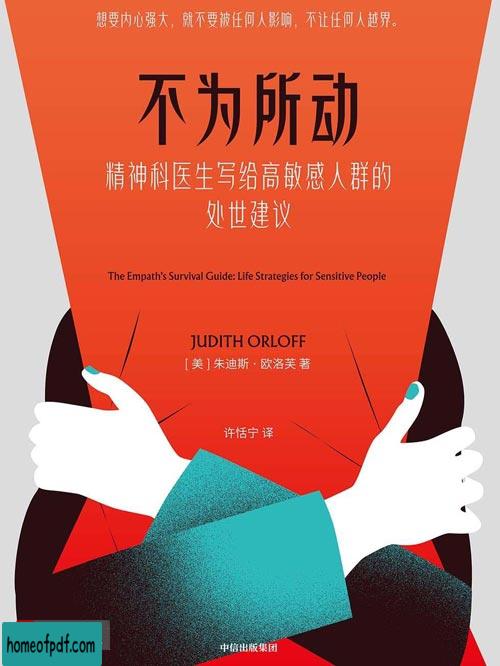 想要内心强大，就不要被任何人影响，不让任何人越界。
不为所动
精神科医生写给高敏感人群的
处世建议
The Empath's Survival Guide: Life Strategies for Sensitive People
JUDITH ORLOFF
[ 美 ] 朱迪斯·欧洛芙 著
许恬宁 译
homeofpdf.com
中信出版集团